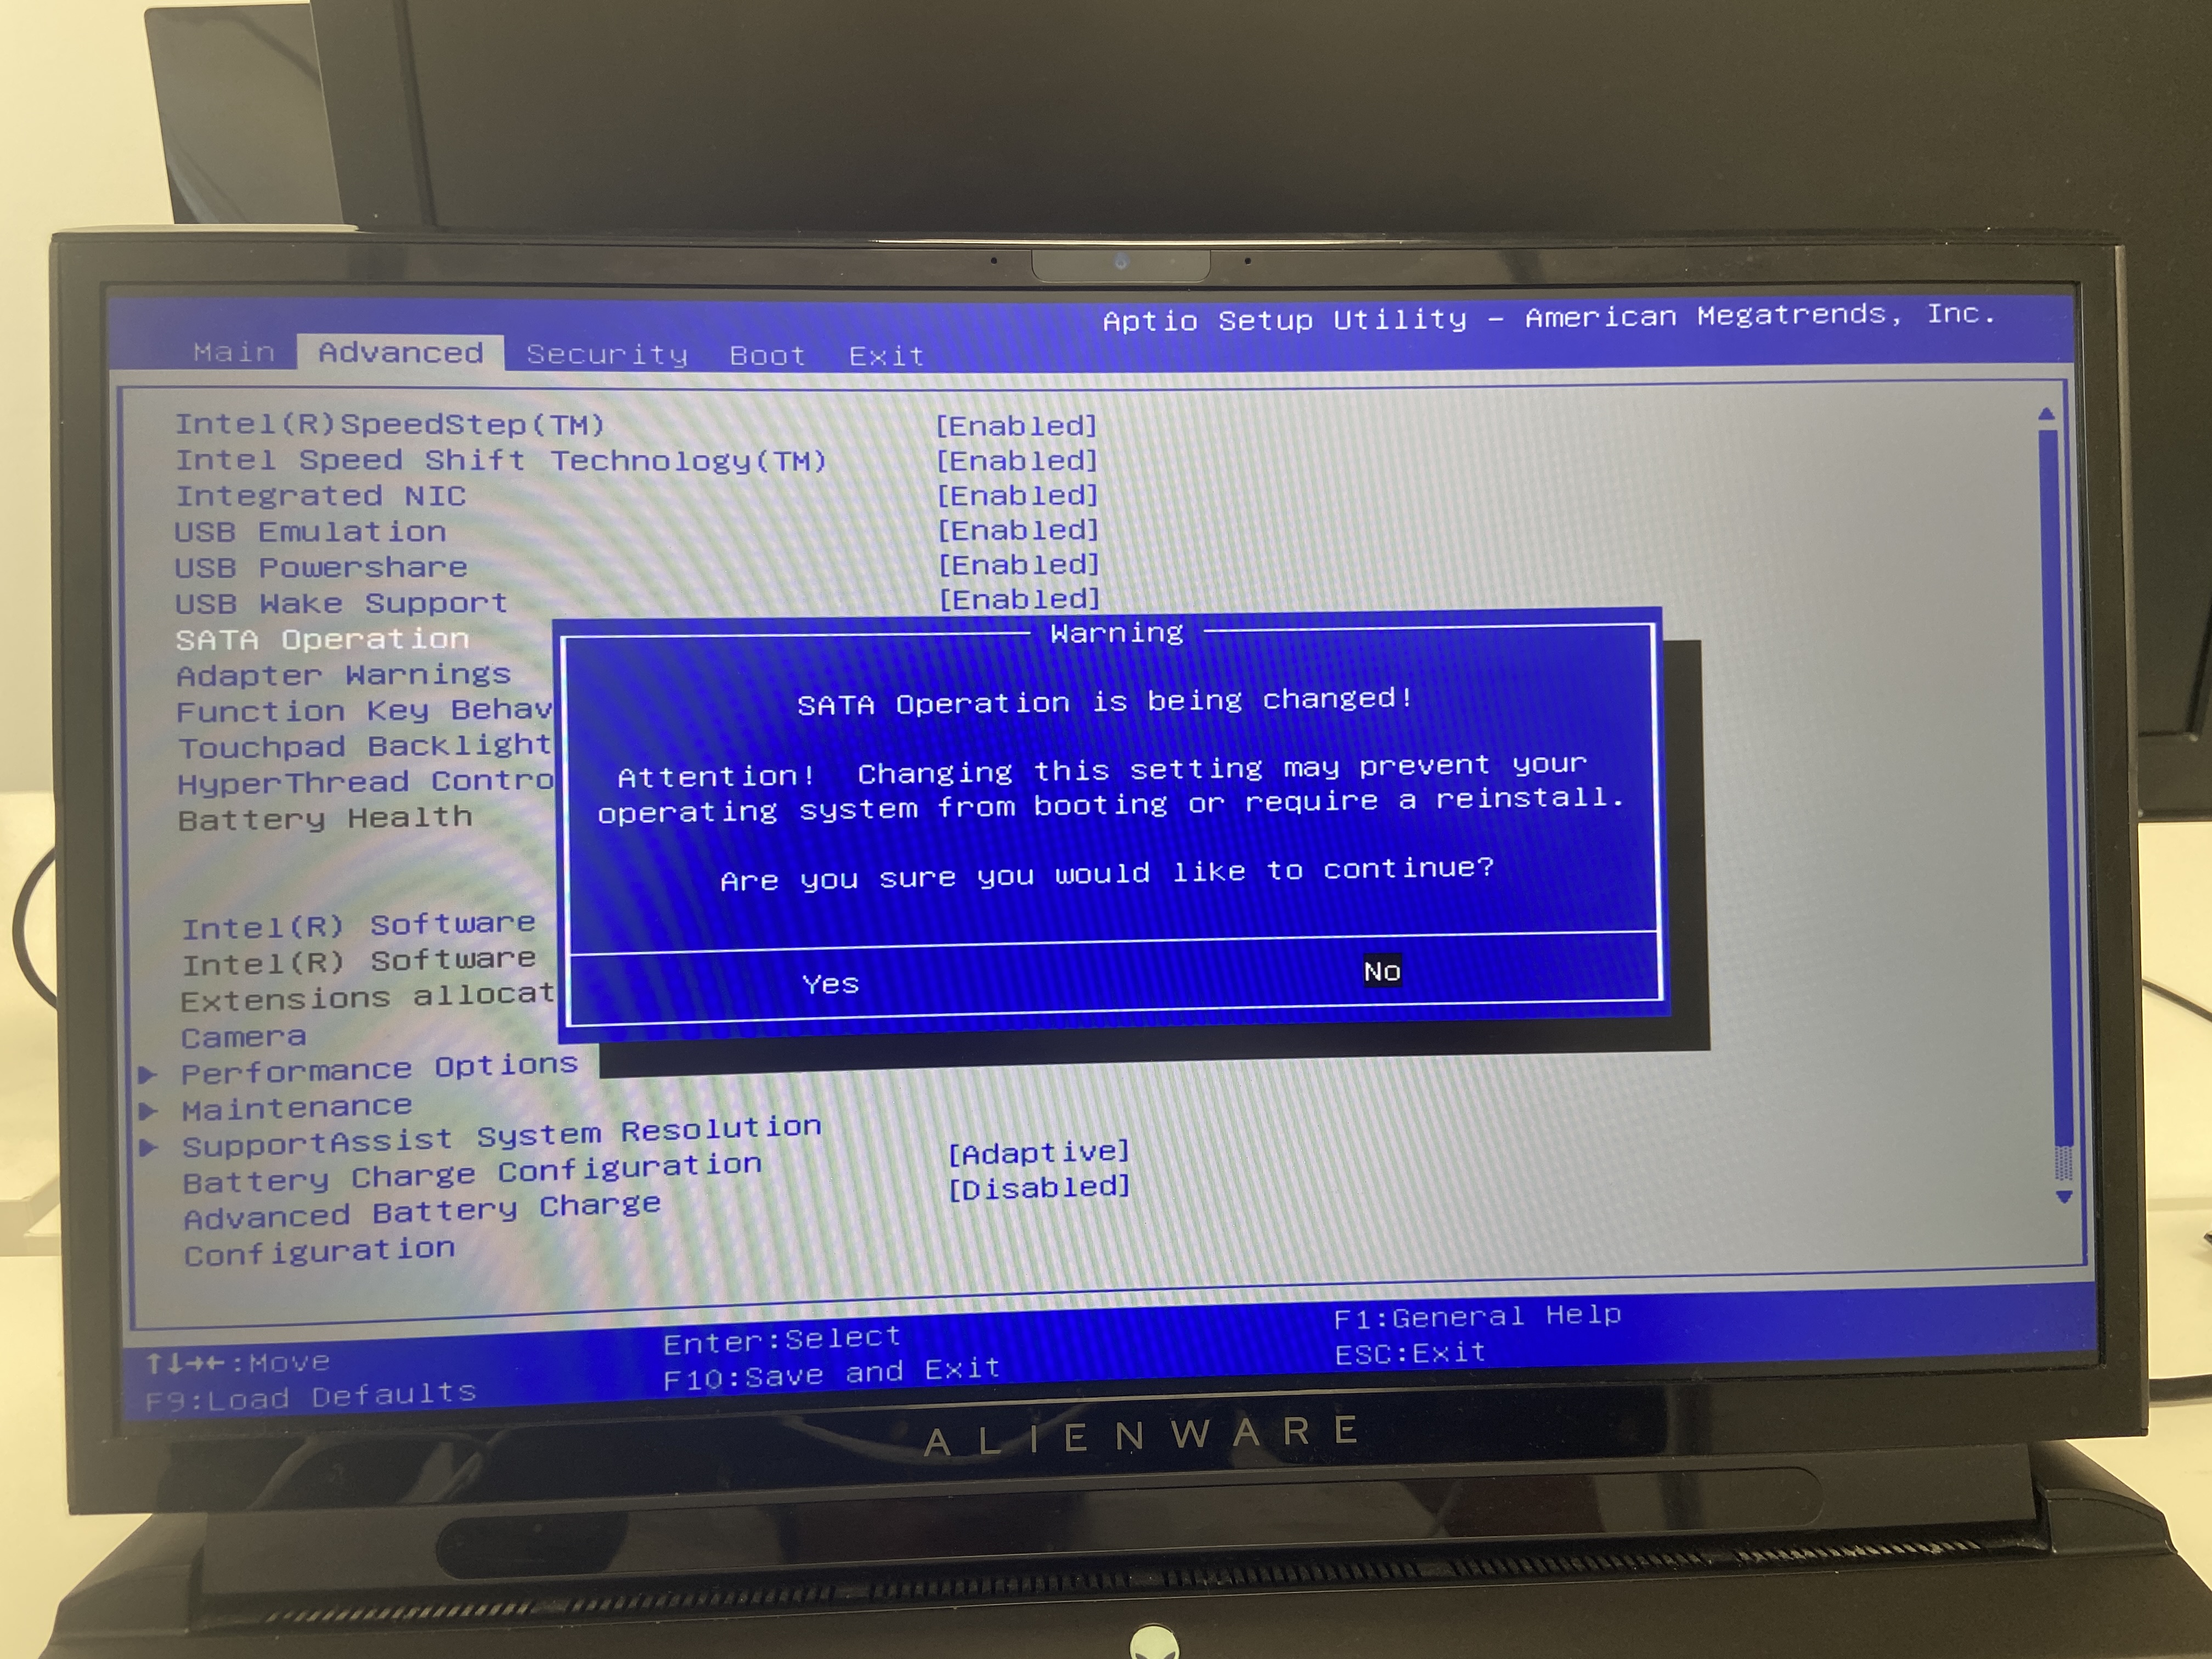 Aptio Setup Utility – American Megatrends, Inc.
Main Advanced Security Boot Exit
Intel(R)SpeedStep(TM) [Enabled]
Intel Speed Shift Technology(TM) [Enabled]
Integrated NIC [Enabled]
USB Emulation [Enabled]
USB Powershare [Enabled]
USB Wake Support [Enabled]
SATA Operation
Adapter Warnings
Function Key Behav
Touchpad Backlight
HyperThread Contro
Battery Health
Intel(R) Software
Intel(R) Software
Extensions allocat
Camera
Performance Options
Maintenance
SupportAssist System Resolution
Battery Charge Configuration [Adaptive]
Advanced Battery Charge [Disabled]
Configuration
Warning
SATA Operation is being changed!
Attention! Changing this setting may prevent your
operating system from booting or require a reinstall.
Are you sure you would like to continue?
Yes No
↑↓→←:Move
F9:Load Defaults
Enter:Select
F10:Save and Exit
F1:General Help
ESC:Exit
ALIENWARE